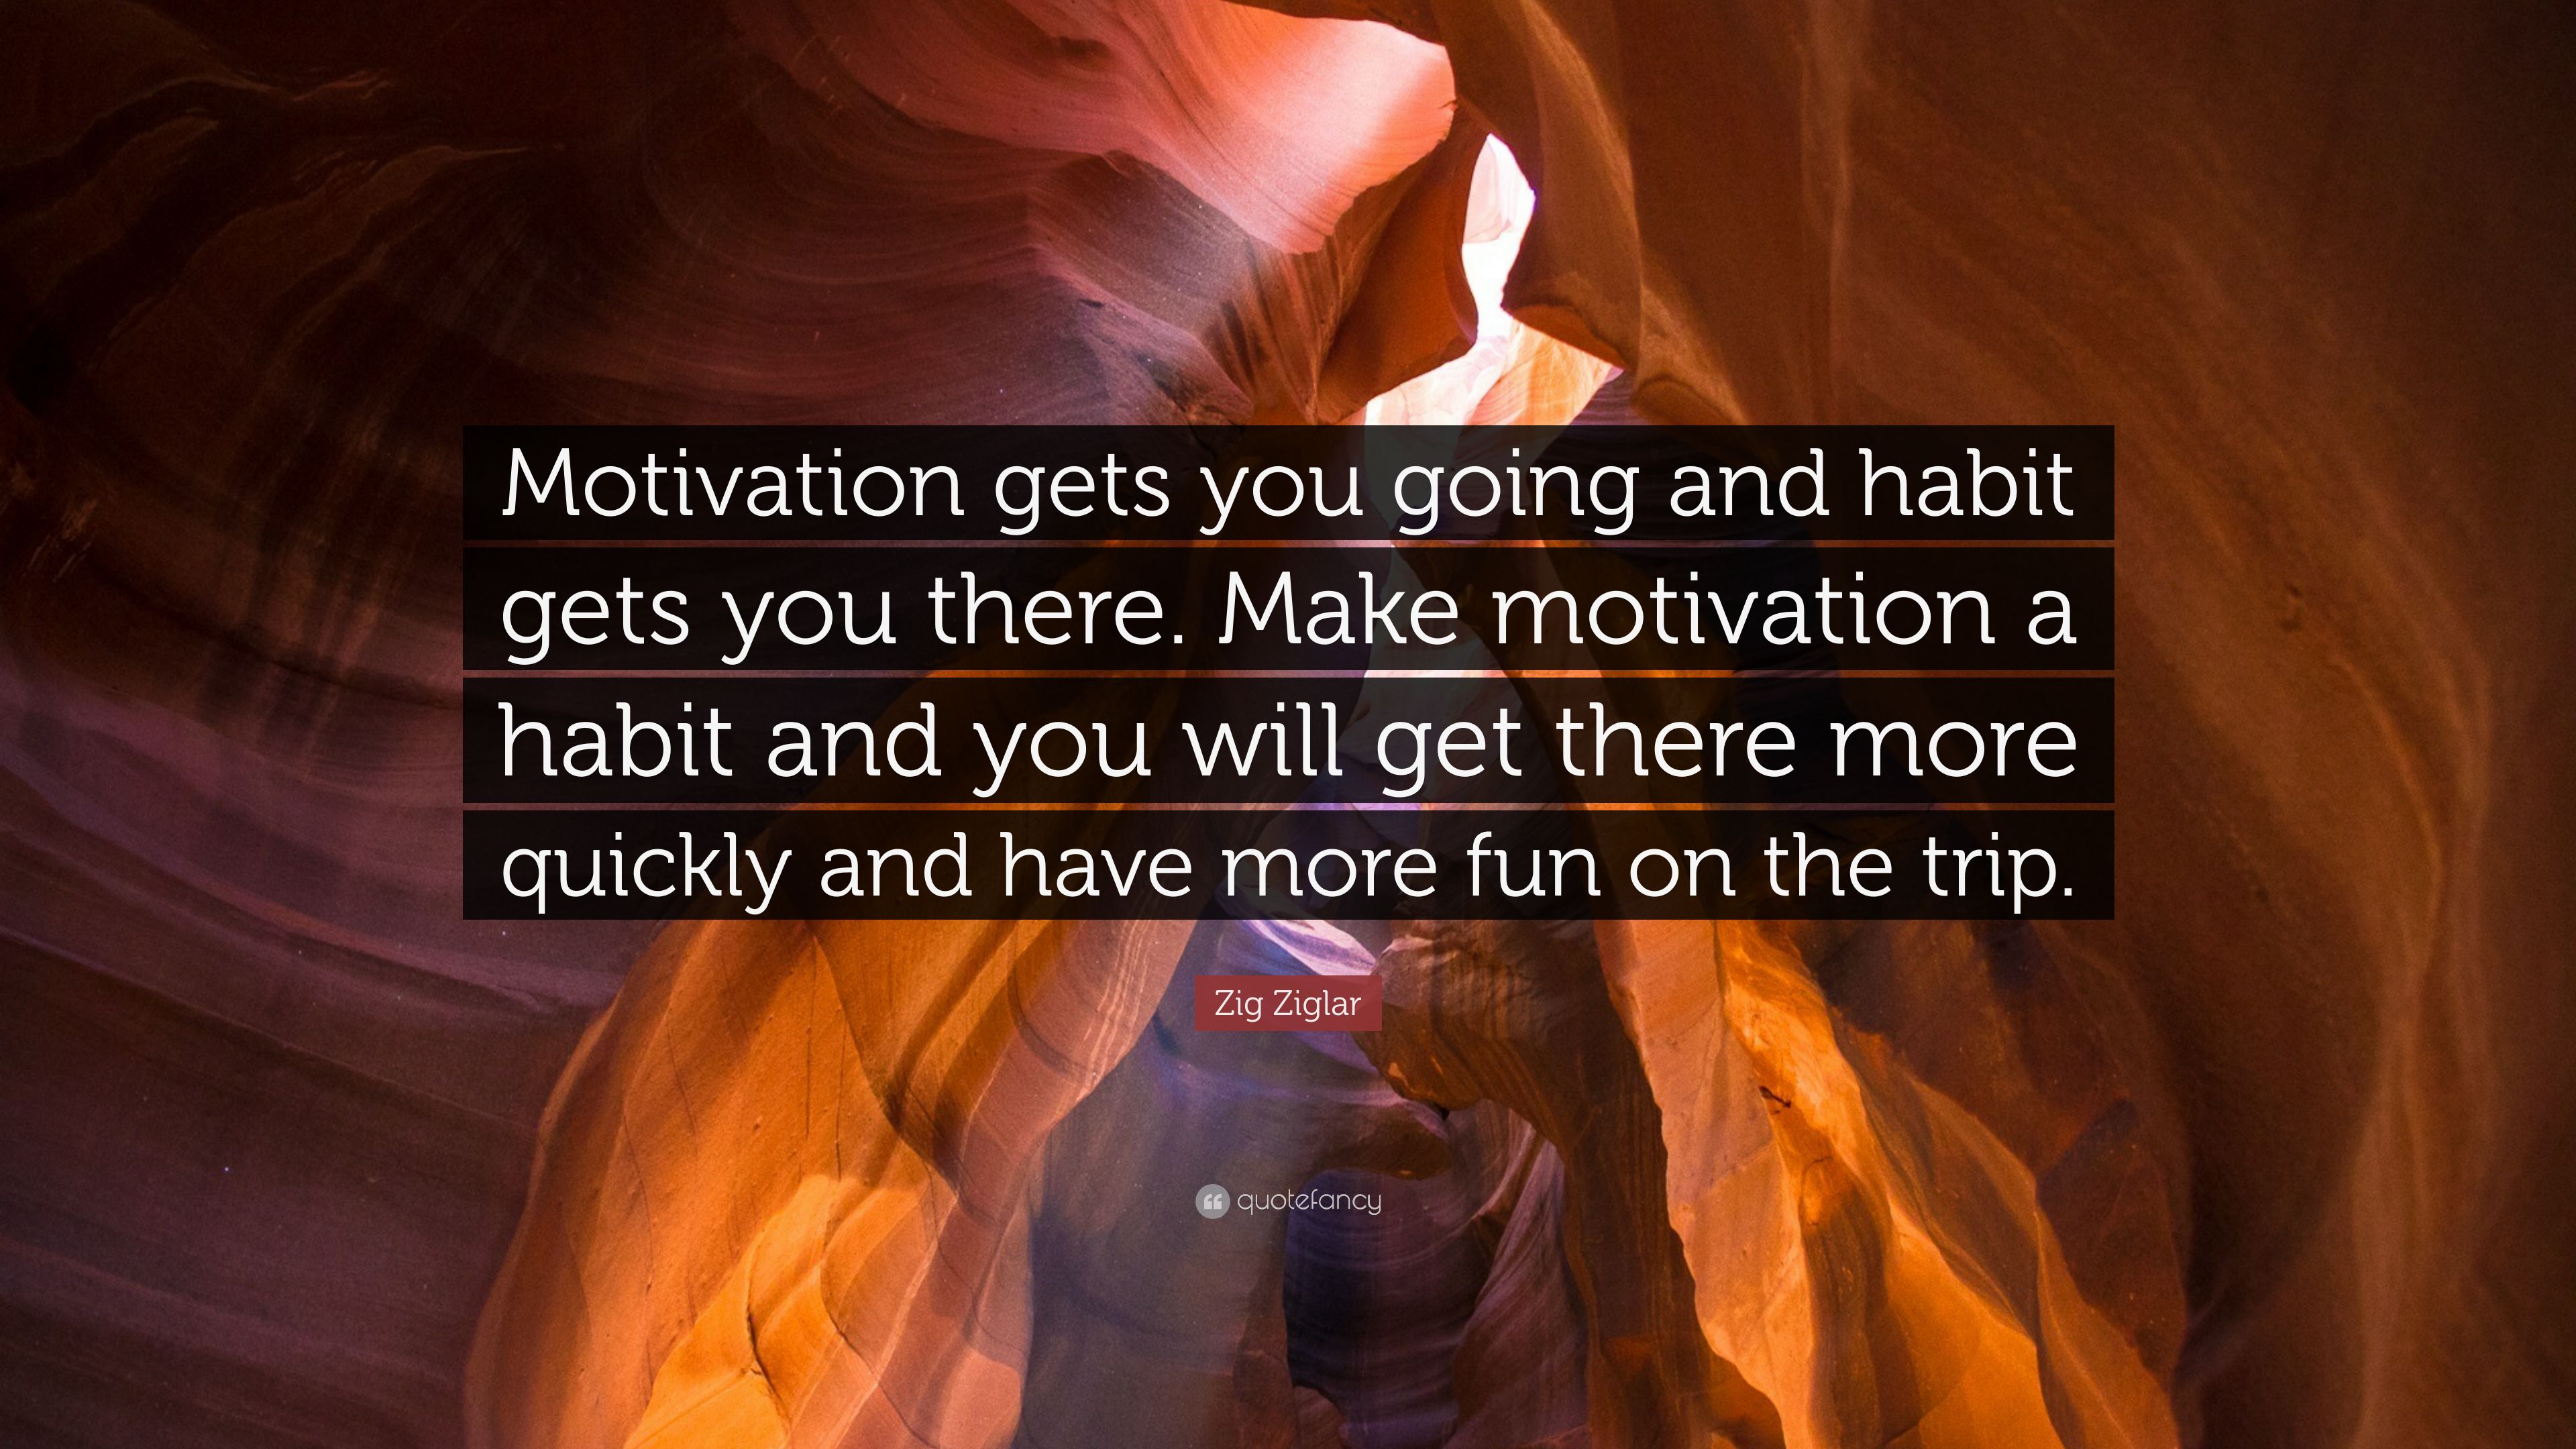 Motivation gets you going and habit
gets you there. Make motivation a
habit and you will get there more
quickly and have more fun on the trip.
Zig Ziglar
quotefancy